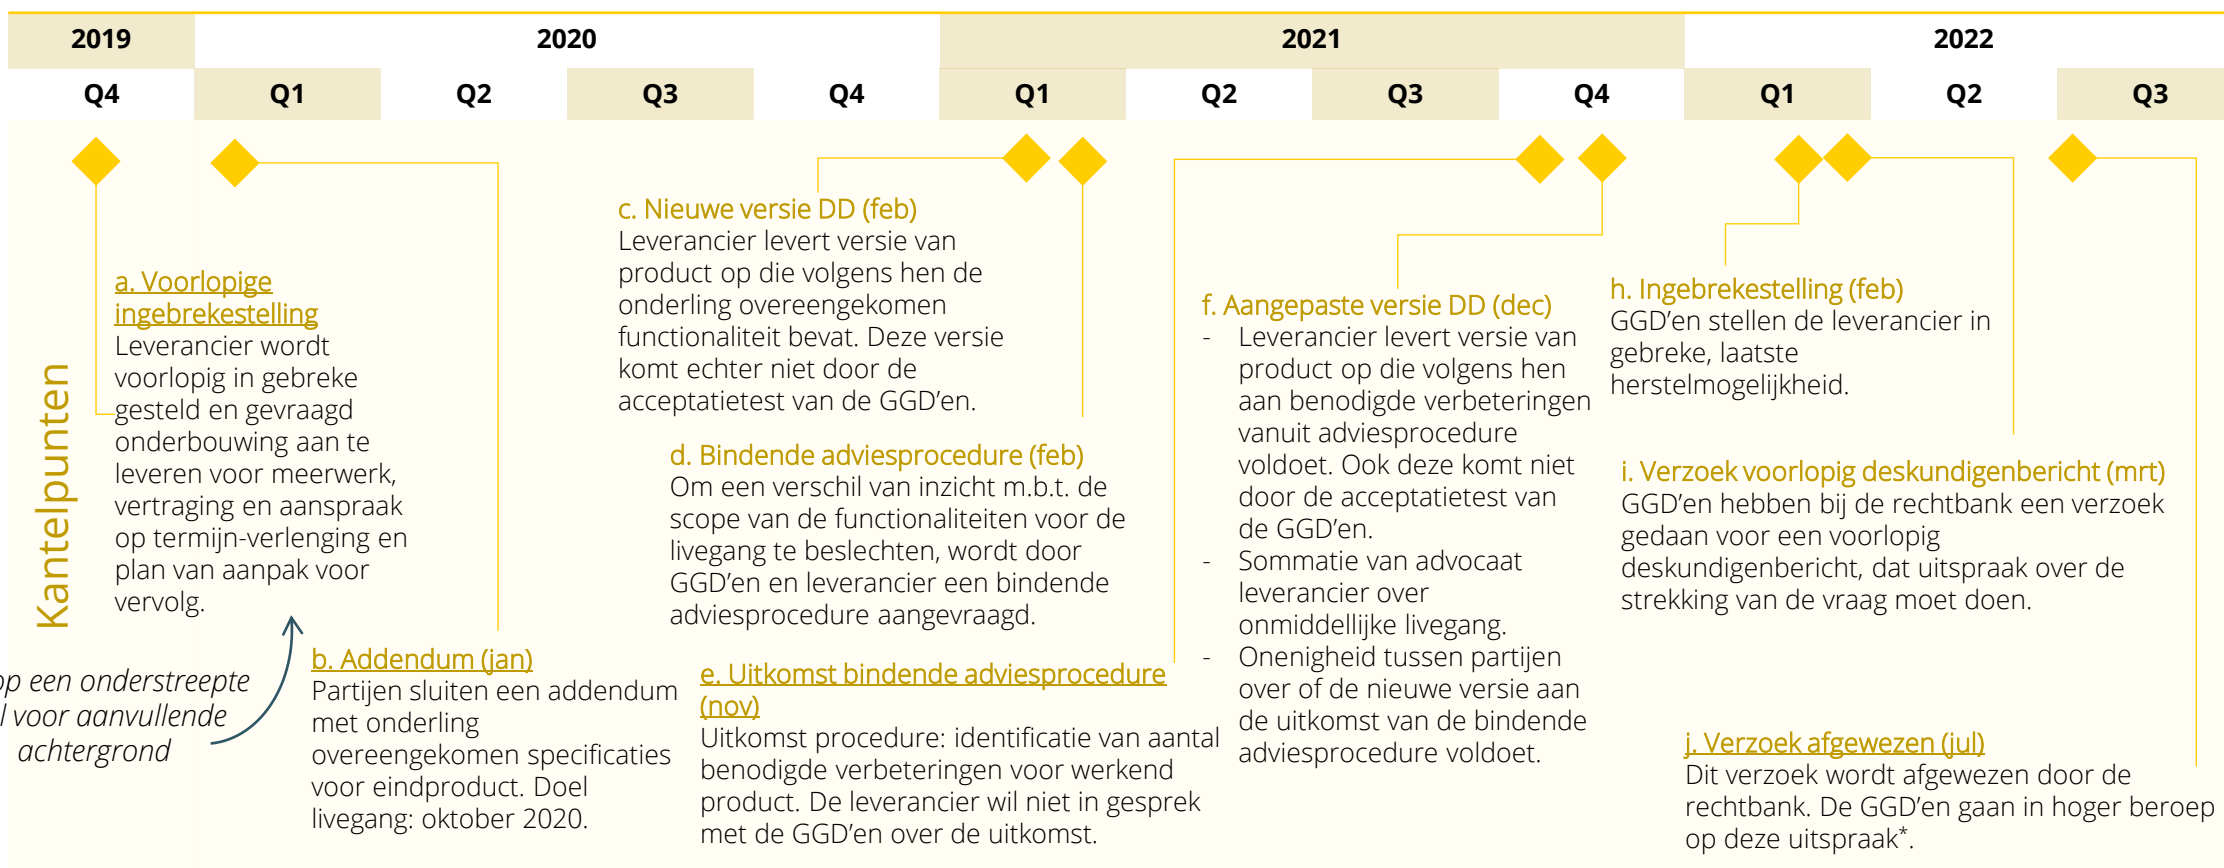 2019 2020 2021 2022
Q4 Q1 Q2 Q3 Q4 Q1 Q2 Q3 Q4 Q1 Q2 Q3
Kantelpunten
a. Voorlopige
ingebrekestelling
Leverancier wordt
voorlopig in gebreke
gesteld en gevraagd
onderbouwing aan te
leveren voor meerwerk,
vertraging en aanspraak
op termijn-verlenging en
plan van aanpak voor
vervolg.
op een onderstreepte
l voor aanvullende
achtergrond
b. Addendum (jan)
Partijen sluiten een addendum
met onderling
overeengekomen specificaties
voor eindproduct. Doel
livegang: oktober 2020.
c. Nieuwe versie DD (feb)
Leverancier levert versie van
product op die volgens hen de
onderling overeengekomen
functionaliteit bevat. Deze versie
komt echter niet door de
acceptatietest van de GGD’en.
d. Bindende adviesprocedure (feb)
Om een verschil van inzicht m.b.t. de
scope van de functionaliteiten voor de
livegang te beslechten, wordt door
GGD’en en leverancier een bindende
adviesprocedure aangevraagd.
e. Uitkomst bindende adviesprocedure
(nov)
Uitkomst procedure: identificatie van aantal
benodigde verbeteringen voor werkend
product. De leverancier wil niet in gesprek
met de GGD’en over de uitkomst.
f. Aangepaste versie DD (dec)
- Leverancier levert versie van
product op die volgens hen
aan benodigde verbeteringen
vanuit adviesprocedure
voldoet. Ook deze komt niet
door de acceptatietest van
de GGD’en.
- Sommatie van advocaat
leverancier over
onmiddellijke livegang.
- Onenigheid tussen partijen
over of de nieuwe versie aan
de uitkomst van de bindende
adviesprocedure voldoet.
h. Ingebrekestelling (feb)
GGD’en stellen de leverancier in
gebreke, laatste
herstelmogelijkheid.
i. Verzoek voorlopig deskundigenbericht (mrt)
GGD’en hebben bij de rechtbank een verzoek
gedaan voor een voorlopig
deskundigenbericht, dat uitspraak over de
strekking van de vraag moet doen.
j. Verzoek afgewezen (jul)
Dit verzoek wordt afgewezen door de
rechtbank. De GGD’en gaan in hoger beroep
op deze uitspraak*.